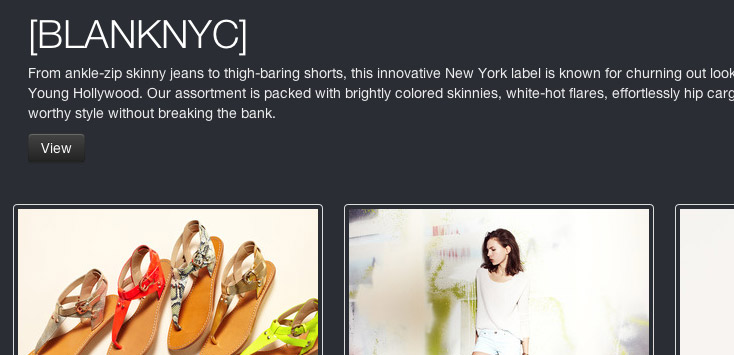 [BLANKNYC]
From ankle-zip skinny jeans to thigh-baring shorts, this innovative New York label is known for churning out look
Young Hollywood. Our assortment is packed with brightly colored skinnies, white-hot flares, effortlessly hip carg
worthy style without breaking the bank.
View